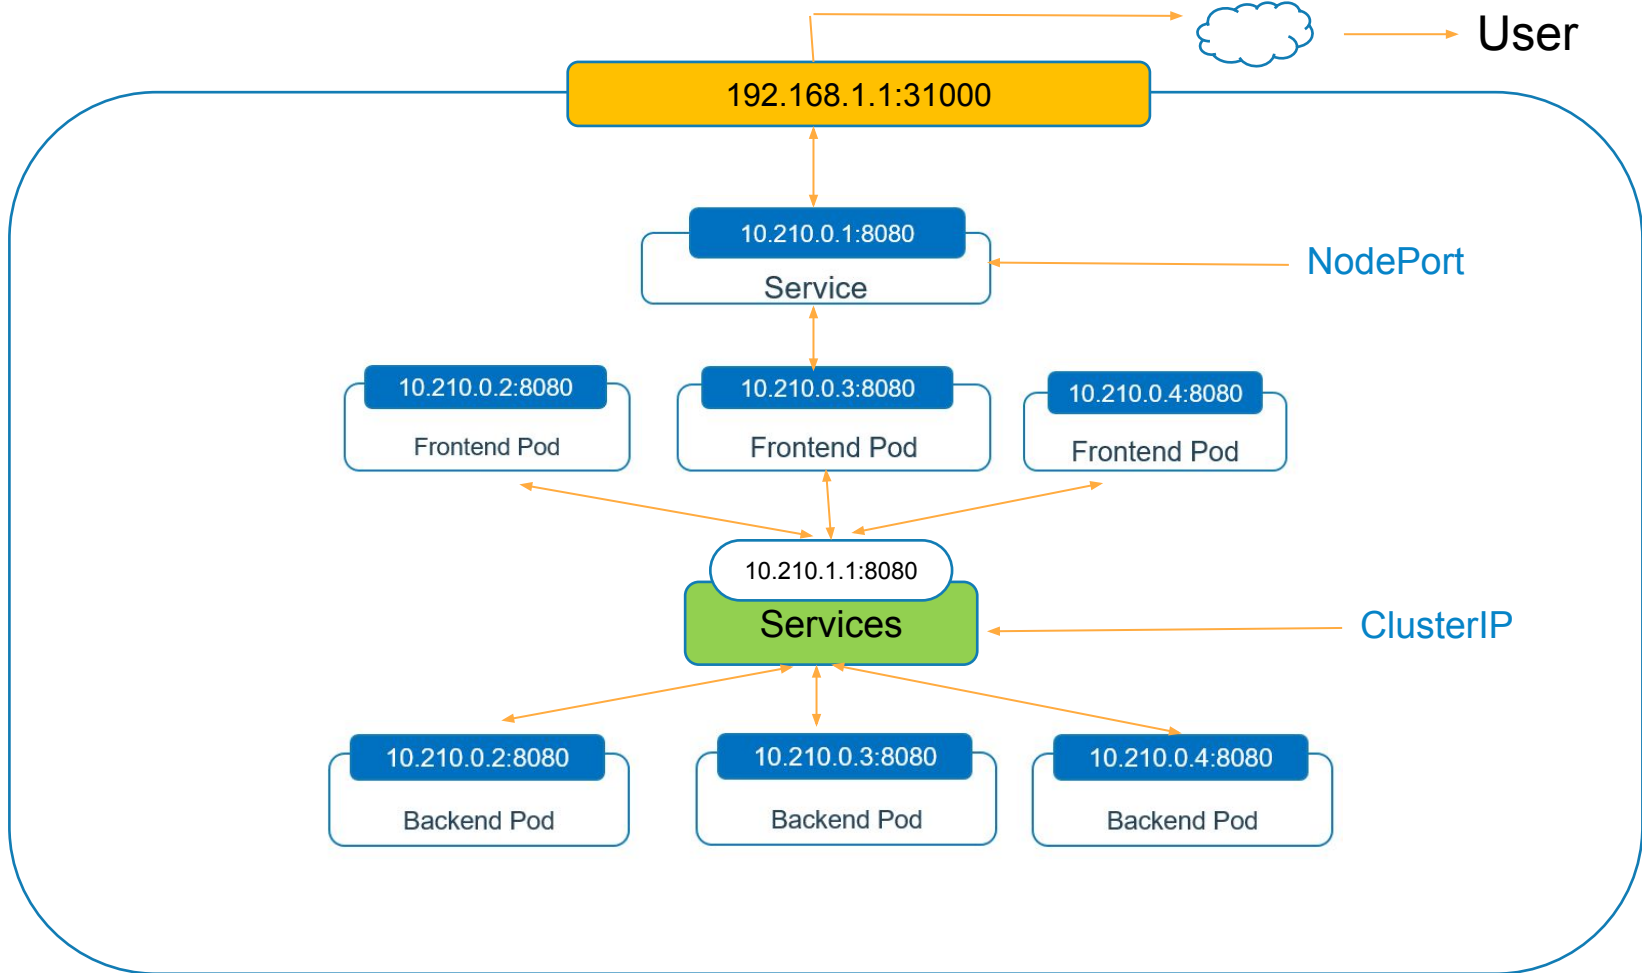 User
192.168.1.1:31000
10.210.0.1:8080
Service
NodePort
10.210.0.2:8080
Frontend Pod
10.210.0.3:8080
Frontend Pod
10.210.0.4:8080
Frontend Pod
10.210.1.1:8080
Services
ClusterIP
10.210.0.2:8080
Backend Pod
10.210.0.3:8080
Backend Pod
10.210.0.4:8080
Backend Pod